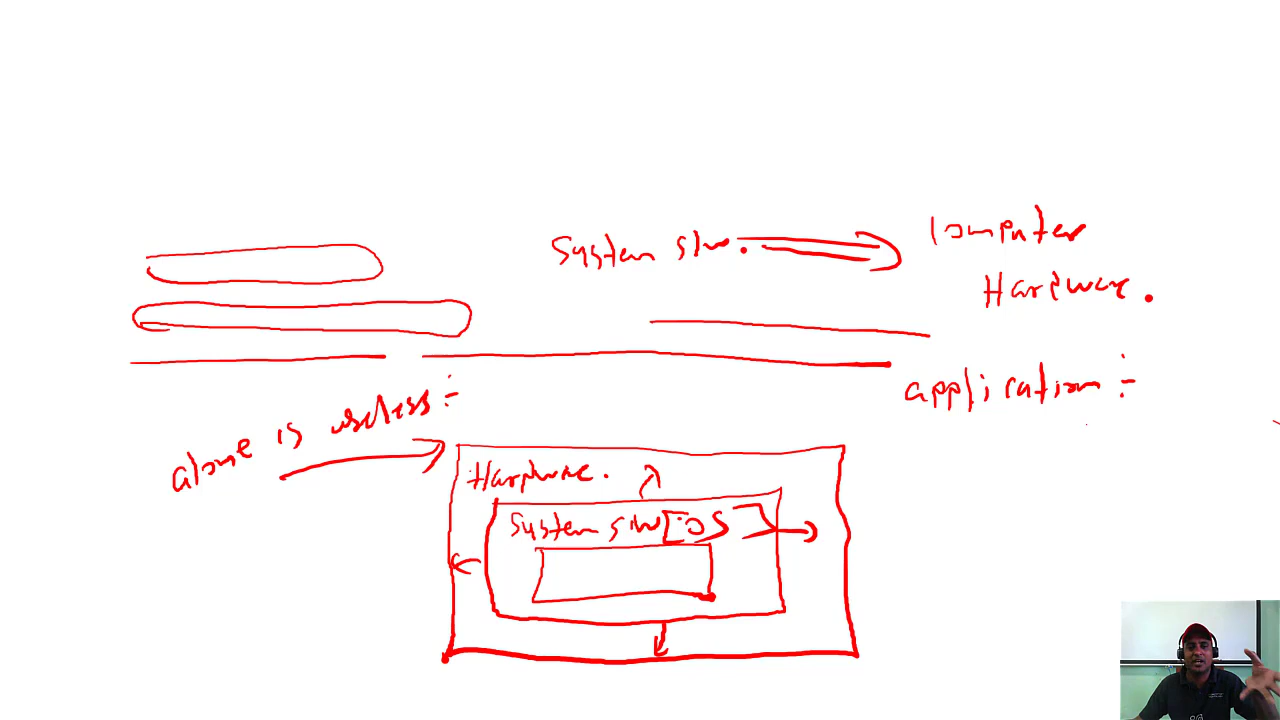 System s/w.
Computer
Hardware.
application :-
alone is useless :-
Hardware.
System s/w [OS]